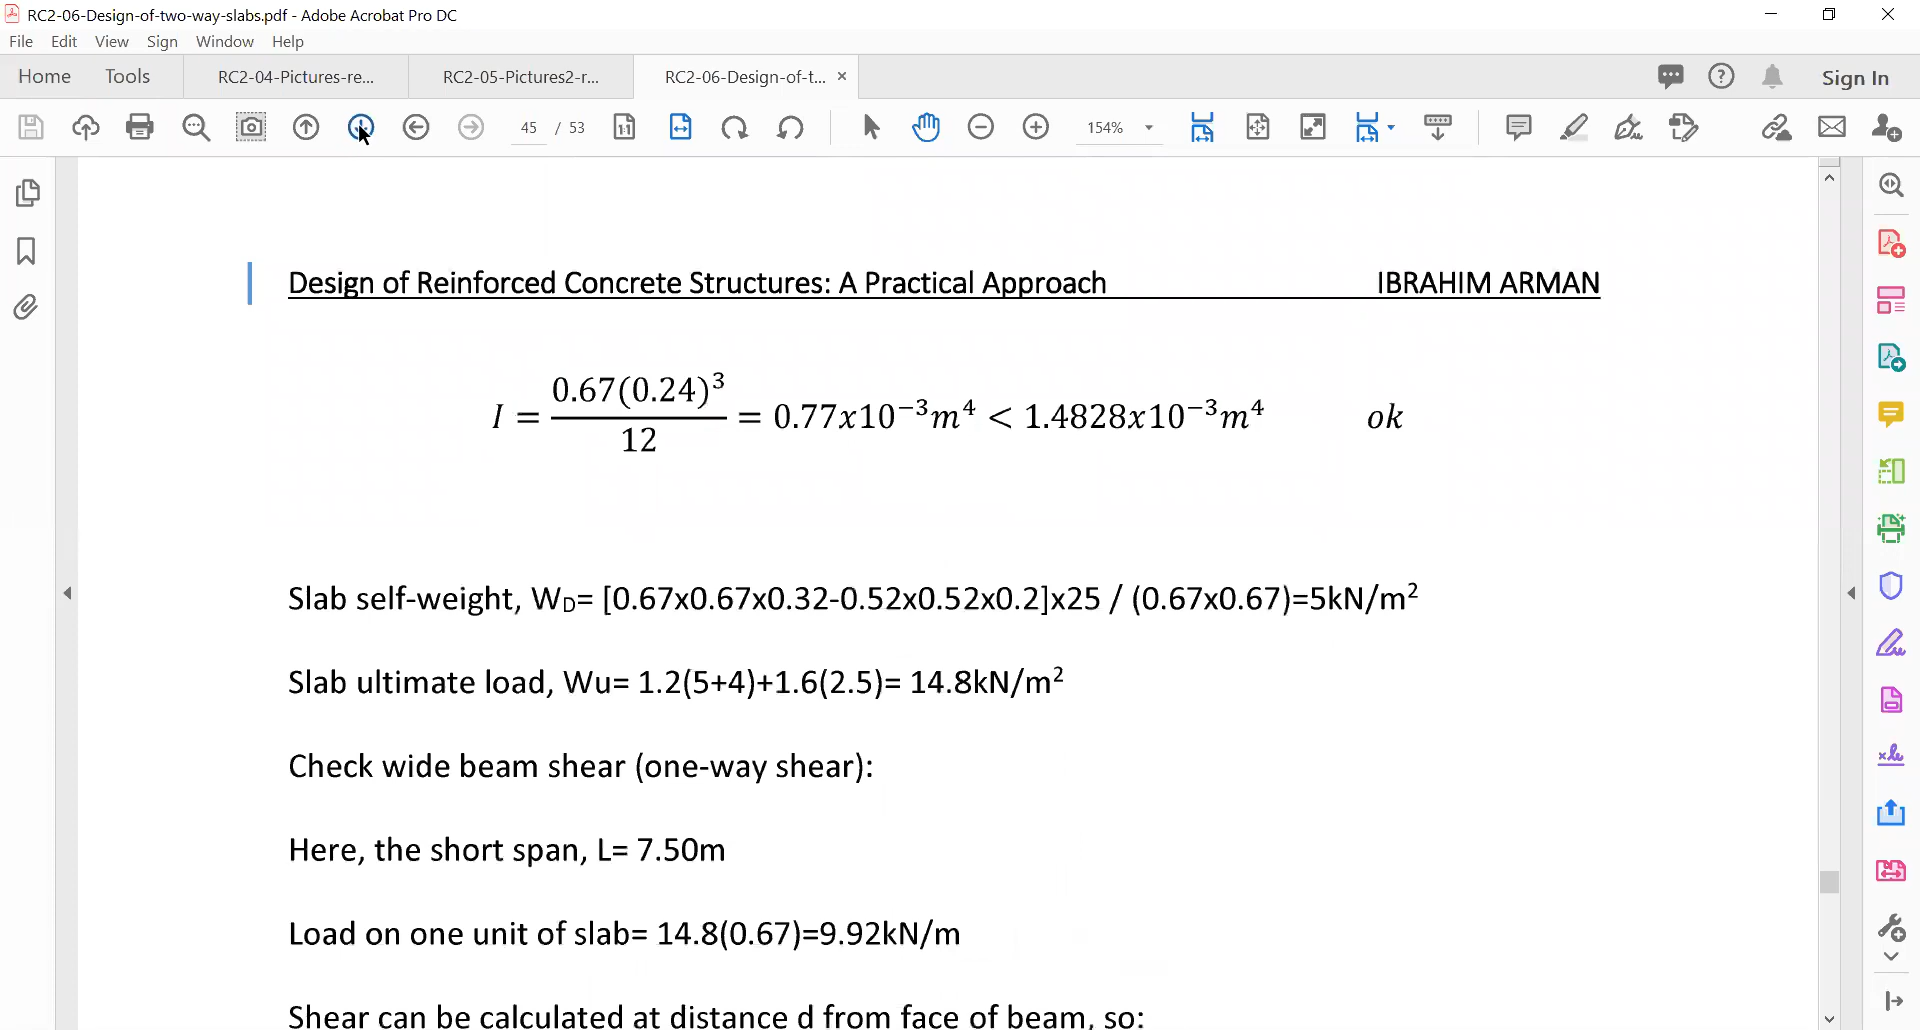 RC2-06-Design-of-two-way-slabs.pdf - Adobe Acrobat Pro DC
File Edit View Sign Window Help
Home Tools RC2-04-Pictures-re... RC2-05-Pictures2-r... RC2-06-Design-of-t... × Sign In
45 / 53 154%
Design of Reinforced Concrete Structures: A Practical Approach IBRAHIM ARMAN
I = 0.67(0.24)³ / 12 = 0.77x10⁻³m⁴ < 1.4828x10⁻³m⁴ ok
Slab self-weight, W_D= [0.67x0.67x0.32-0.52x0.52x0.2]x25 / (0.67x0.67)=5kN/m²
Slab ultimate load, Wu= 1.2(5+4)+1.6(2.5)= 14.8kN/m²
Check wide beam shear (one-way shear):
Here, the short span, L= 7.50m
Load on one unit of slab= 14.8(0.67)=9.92kN/m
Shear can be calculated at distance d from face of beam, so: